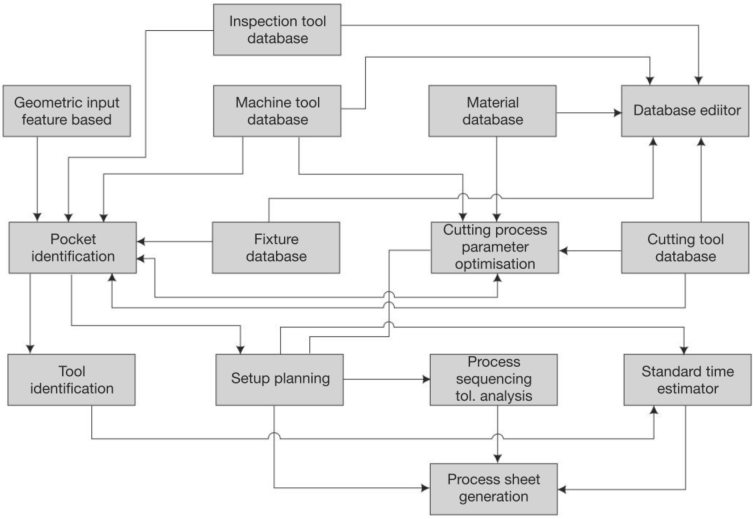 Inspection tool
database
Geometric input
feature based
Machine tool
database
Material
database
Database ediitor
Pocket
identification
Fixture
database
Cutting process
parameter
optimisation
Cutting tool
database
Tool
identification
Setup planning
Process
sequencing
tol. analysis
Standard time
estimator
Process sheet
generation